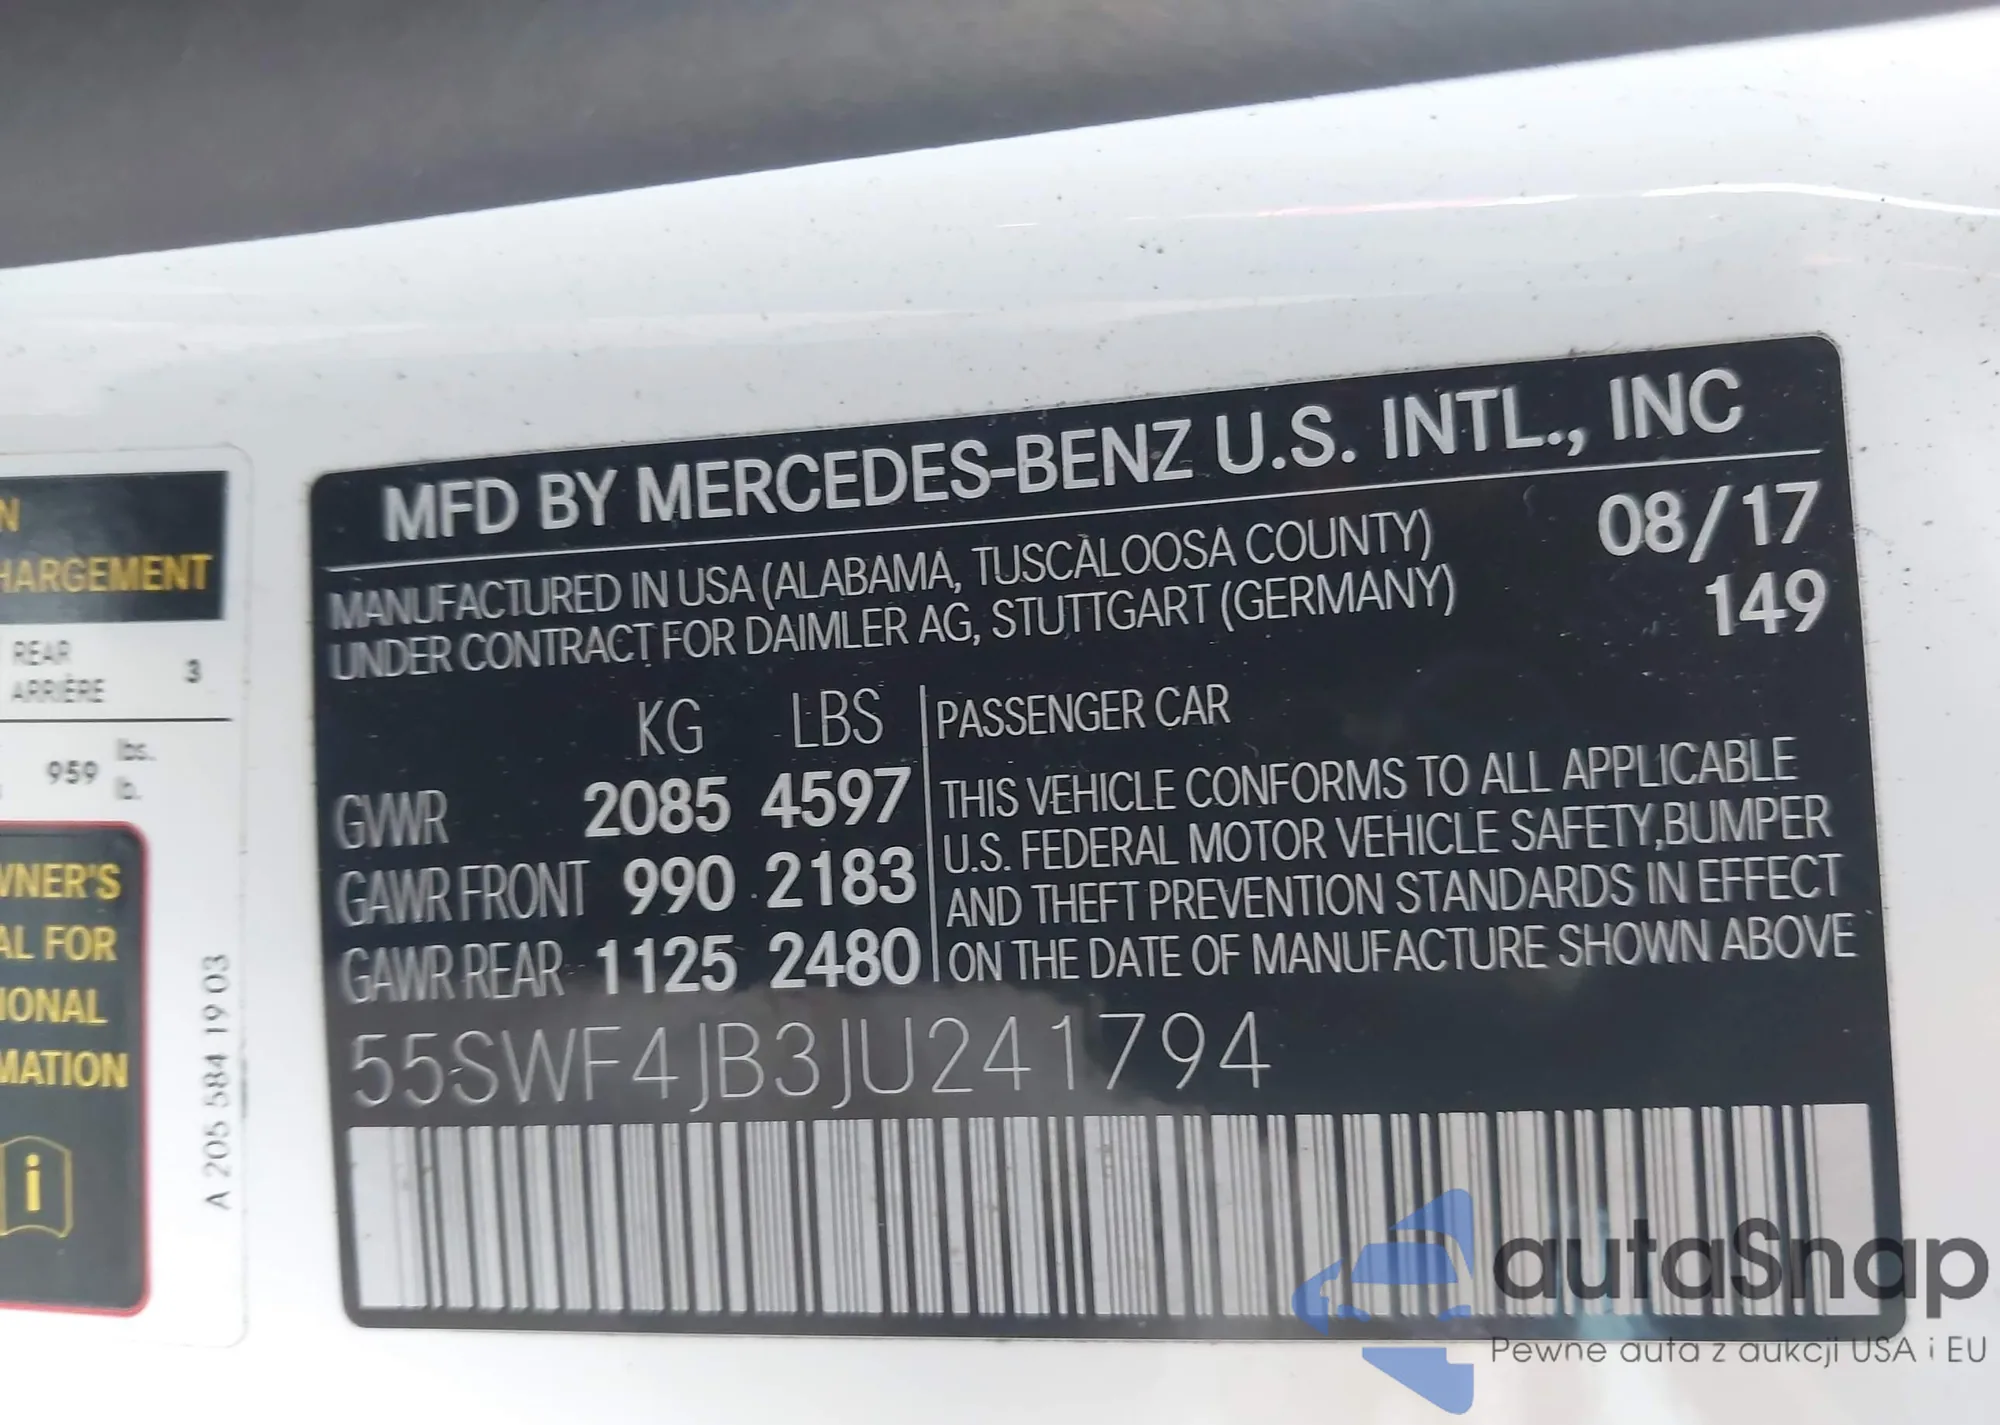 MFD BY MERCEDES-BENZ U.S. INTL., INC
MANUFACTURED IN USA (ALABAMA, TUSCALOOSA COUNTY) 08/17
UNDER CONTRACT FOR DAIMLER AG, STUTTGART (GERMANY) 149
KG LBS PASSENGER CAR
GVWR 2085 4597
GAWR FRONT 990 2183
GAWR REAR 1125 2480
THIS VEHICLE CONFORMS TO ALL APPLICABLE
U.S. FEDERAL MOTOR VEHICLE SAFETY,BUMPER
AND THEFT PREVENTION STANDARDS IN EFFECT
ON THE DATE OF MANUFACTURE SHOWN ABOVE
55SWF4JB3JU241794
N
HARGEMENT
REAR
ARRIÈRE 3
959 lbs.
lb.
WNER'S
AL FOR
IONAL
MATION
i
A 205 584 19 03
autaSnap
Pewne auta z aukcji USA i EU